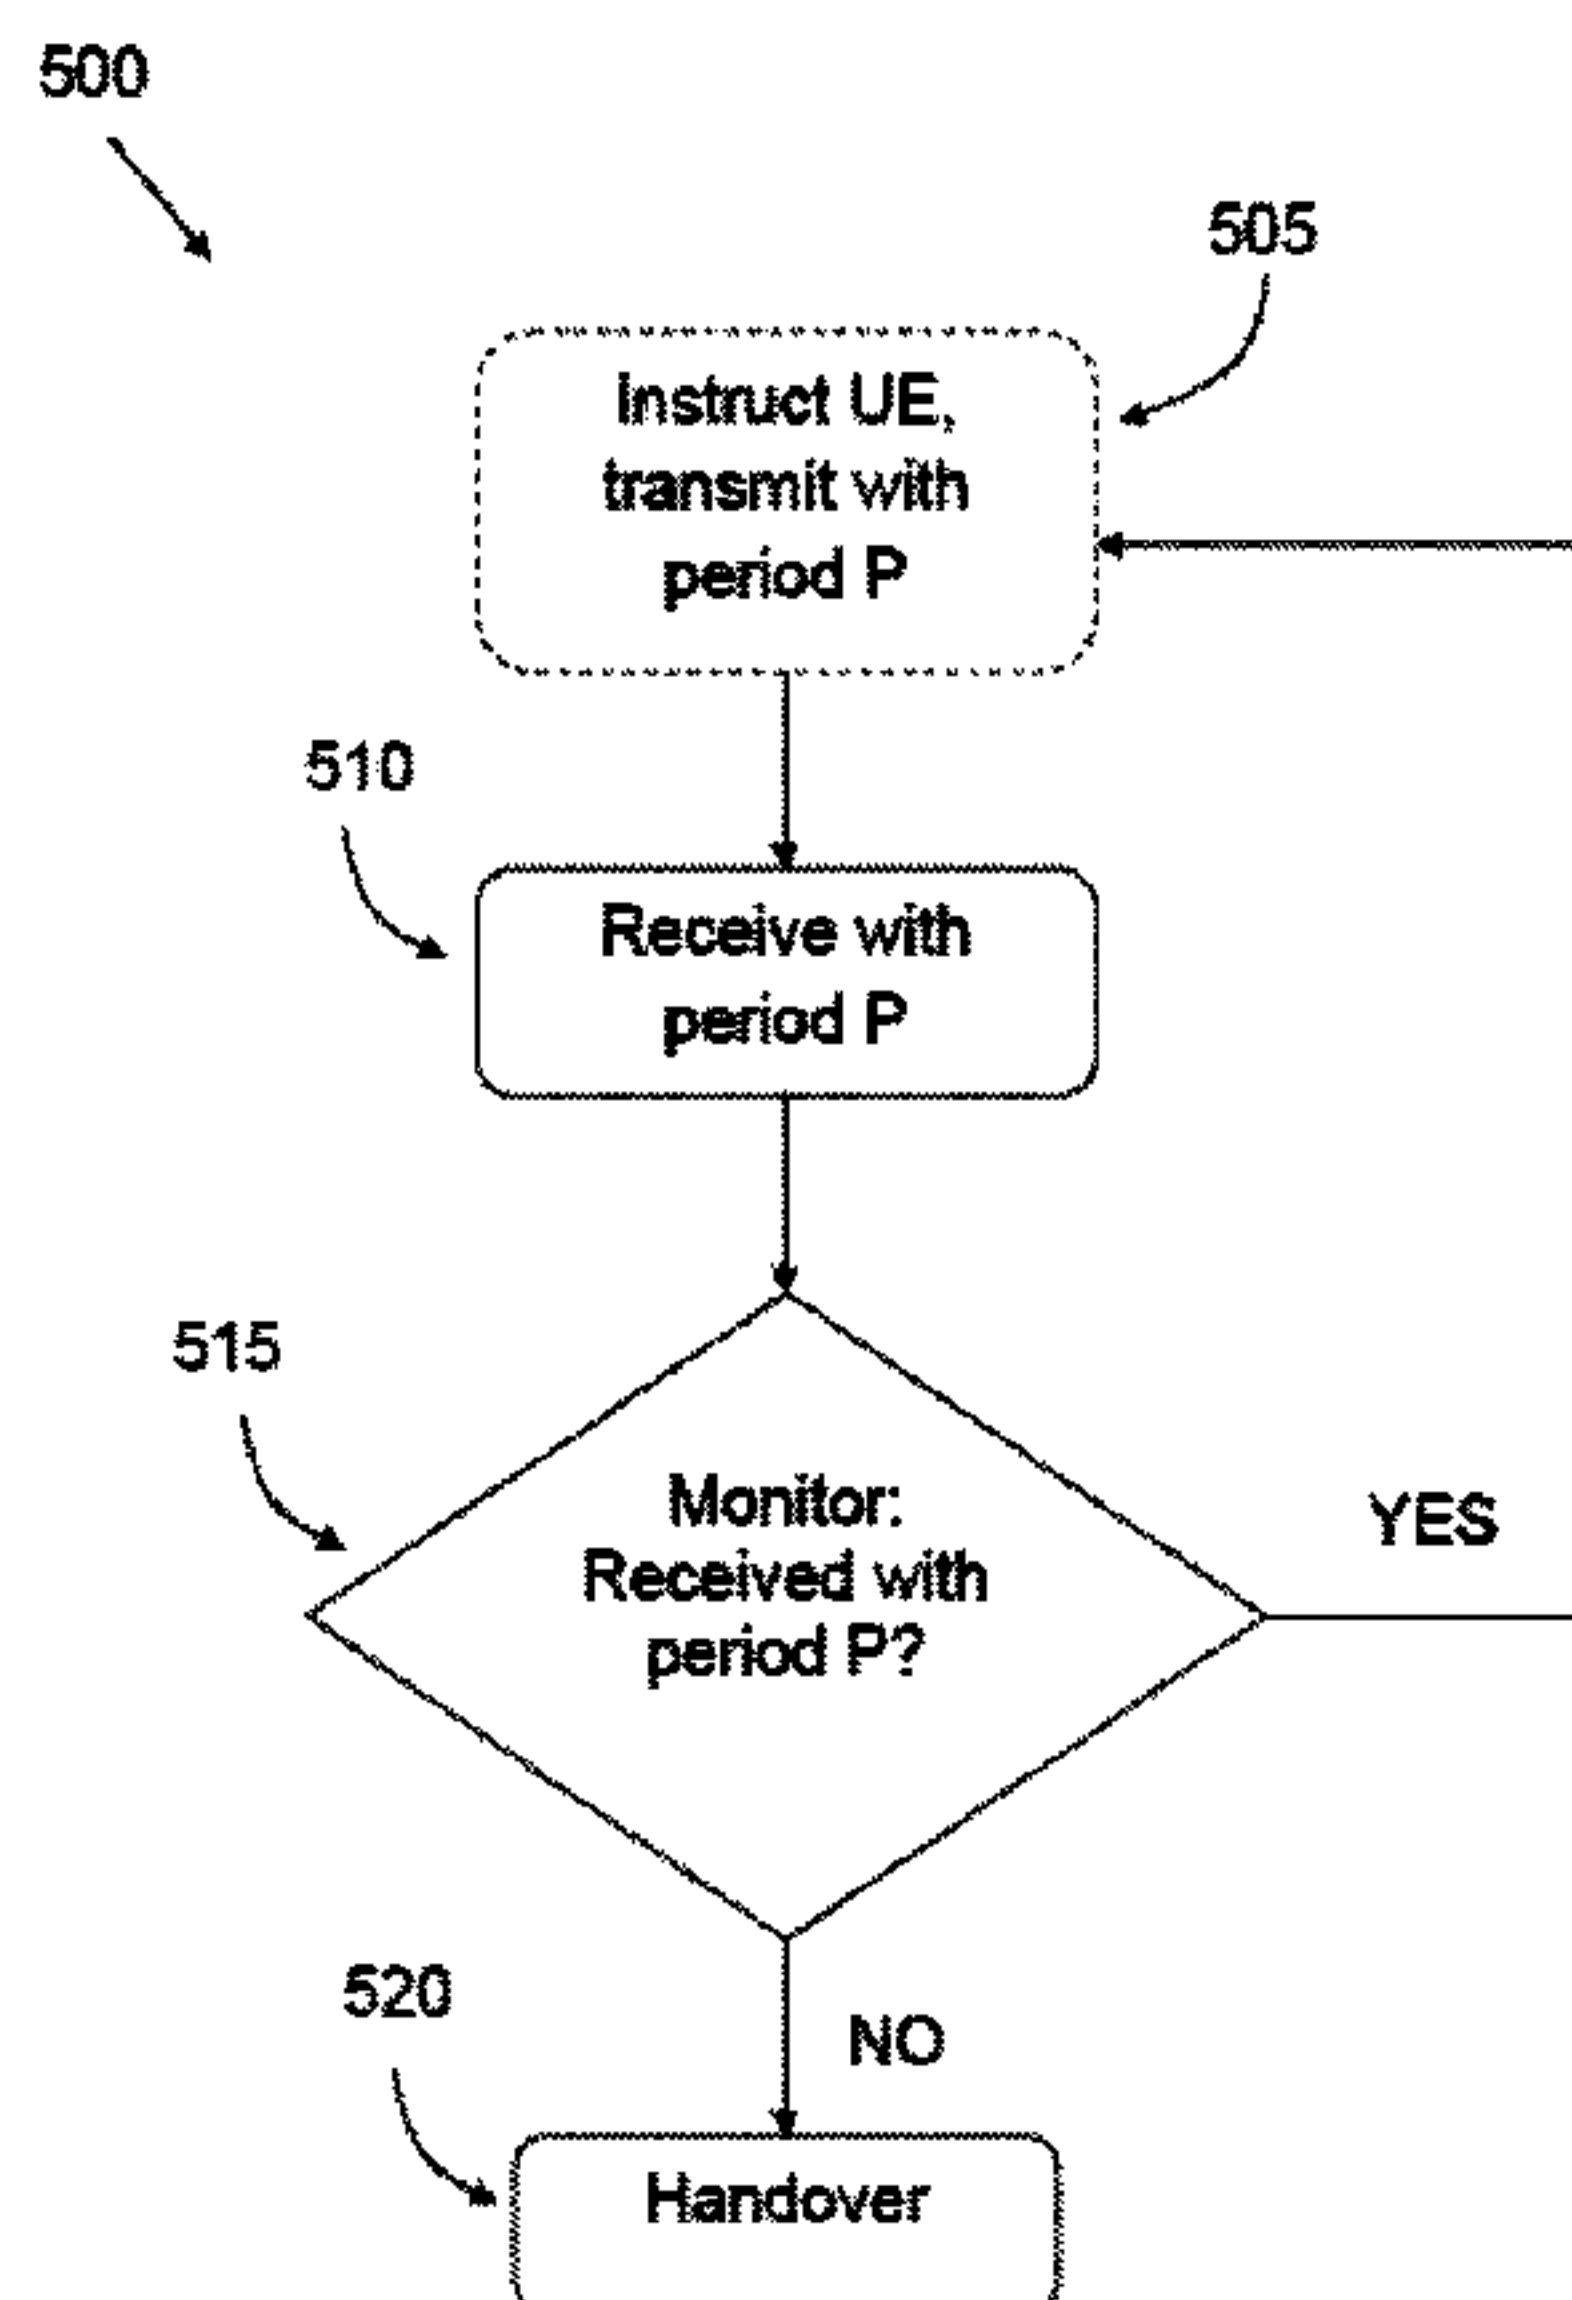 500
505
Instruct UE,
transmit with
period P
510
Receive with
period P
515
Monitor:
Received with
period P?
YES
520
NO
Handover